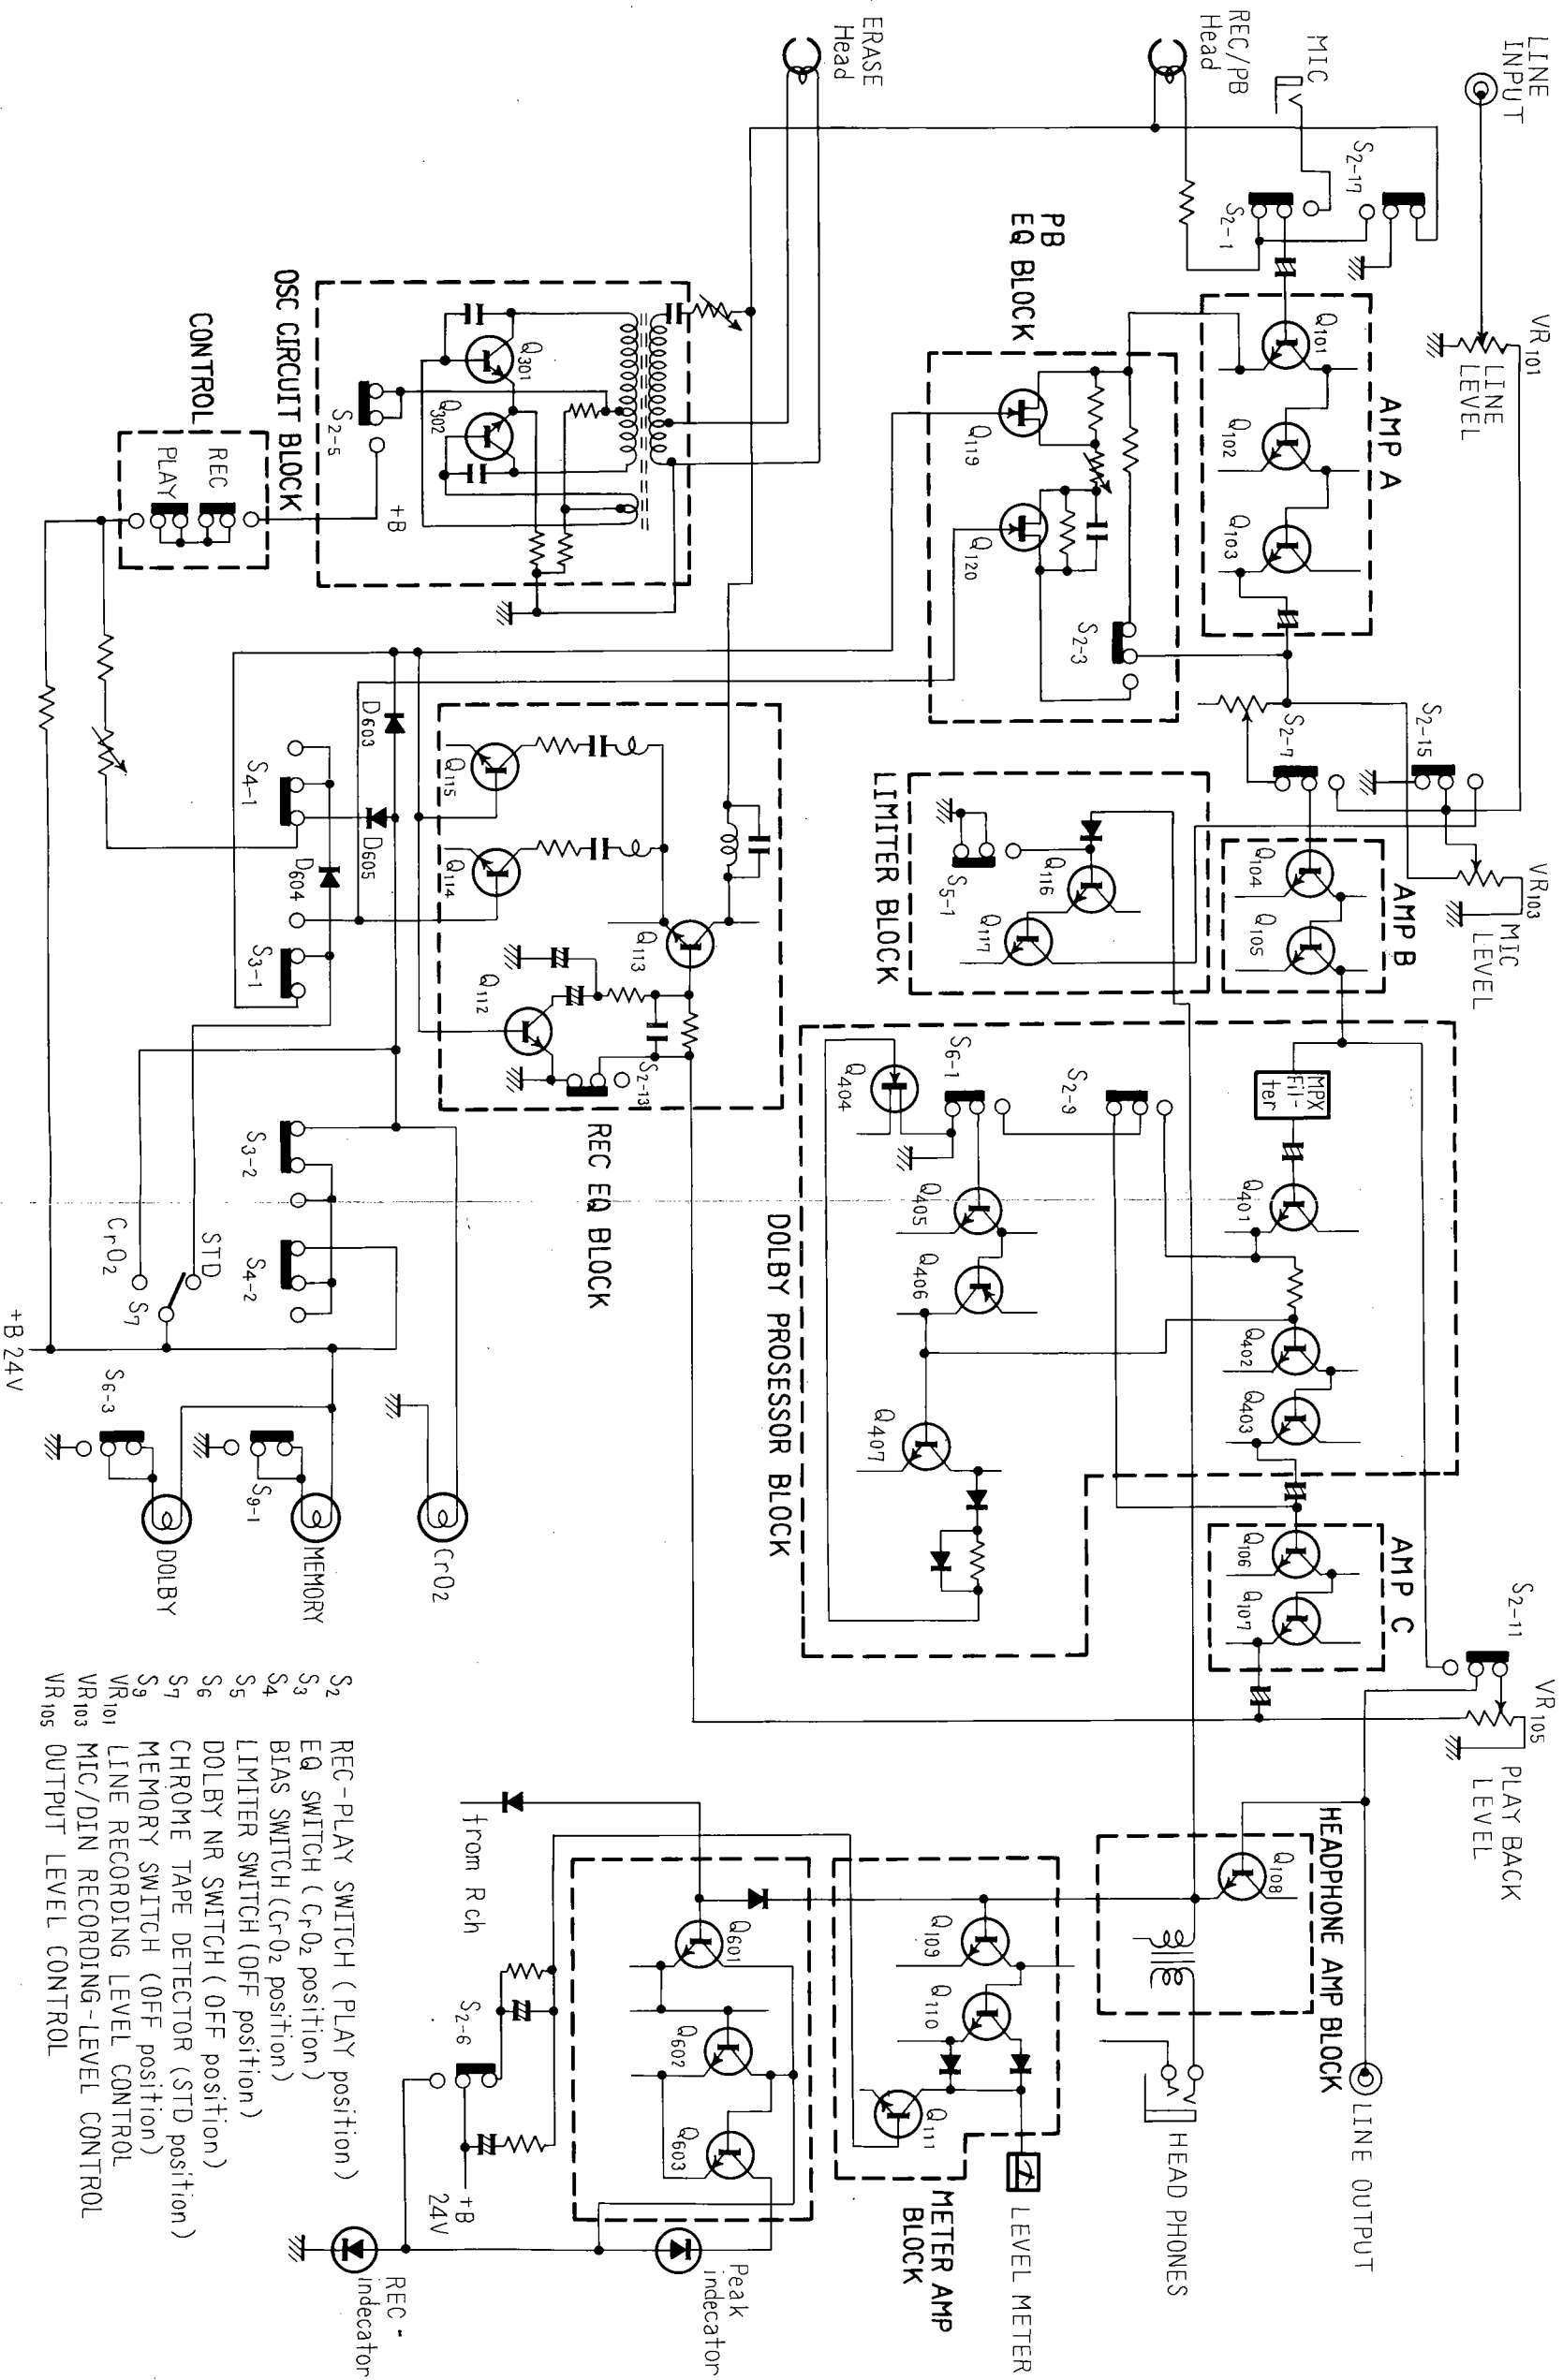 LINE
INPUT
MIC
REC/PB
Head
ERASE
Head
S2-17
S2-1
VR101
LINE
LEVEL
AMP A
Q101
Q102
Q103
PB
EQ BLOCK
Q119
Q120
S2-3
OSC CIRCUIT BLOCK
Q301
Q302
S2-5
+B
CONTROL
REC
PLAY
S2-15
S2-7
VR103
MIC
LEVEL
AMP B
Q104
Q105
LIMITER BLOCK
Q116
Q117
S5-1
REC EQ BLOCK
Q115
Q114
Q113
Q112
S2-13
D603
D605
D604
S4-1
S3-1
MPX
Fil-
ter
Q401
Q402
Q403
S2-9
S6-1
Q404
Q405
Q406
Q407
DOLBY PROSESSOR BLOCK
AMP C
Q106
Q107
S2-11
VR105
PLAY BACK
LEVEL
S3-2
S4-2
STD
CrO2
S7
+B 24V
S6-3
S9-1
CrO2
MEMORY
DOLBY
HEADPHONE AMP BLOCK
Q108
LINE OUTPUT
HEAD PHONES
Q109
Q110
Q111
LEVEL METER
METER AMP
BLOCK
from Rch
Q601
Q602
Q603
S2-6
+B
24V
Peak
indecator
REC -
indecator
S2 REC-PLAY SWITCH (PLAY position)
S3 EQ SWITCH (CrO2 position)
S4 BIAS SWITCH (CrO2 position)
S5 LIMITER SWITCH (OFF position)
S6 DOLBY NR SWITCH (OFF position)
S7 CHROME TAPE DETECTOR (STD position)
S9 MEMORY SWITCH (OFF position)
VR101 LINE RECORDING LEVEL CONTROL
VR103 MIC/DIN RECORDING-LEVEL CONTROL
VR105 OUTPUT LEVEL CONTROL